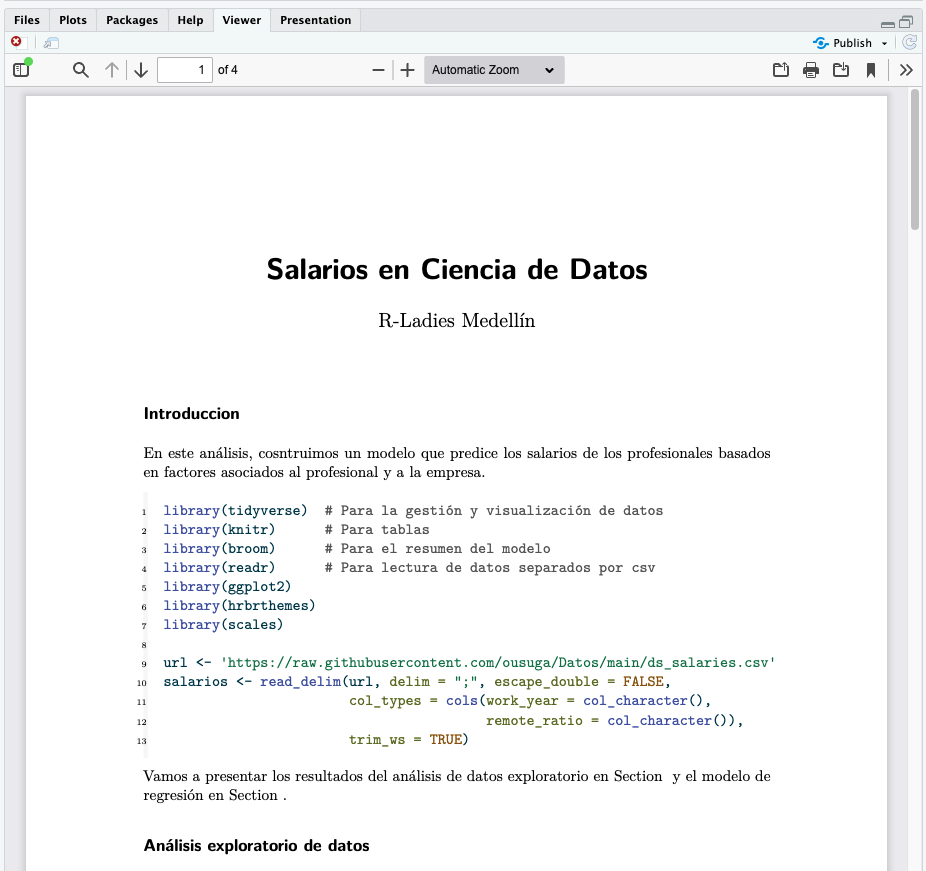 Files Plots Packages Help Viewer Presentation
Publish
1 of 4 Automatic Zoom
Salarios en Ciencia de Datos
R-Ladies Medellín
Introduccion
En este análisis, cosntruimos un modelo que predice los salarios de los profesionales basados
en factores asociados al profesional y a la empresa.
1 library(tidyverse) # Para la gestión y visualización de datos
2 library(knitr) # Para tablas
3 library(broom) # Para el resumen del modelo
4 library(readr) # Para lectura de datos separados por csv
5 library(ggplot2)
6 library(hrbrthemes)
7 library(scales)
8
9 url <- 'https://raw.githubusercontent.com/ousuga/Datos/main/ds_salaries.csv'
10 salarios <- read_delim(url, delim = ";", escape_double = FALSE,
11 col_types = cols(work_year = col_character(),
12 remote_ratio = col_character()),
13 trim_ws = TRUE)
Vamos a presentar los resultados del análisis de datos exploratorio en Section y el modelo de
regresión en Section .
Análisis exploratorio de datos